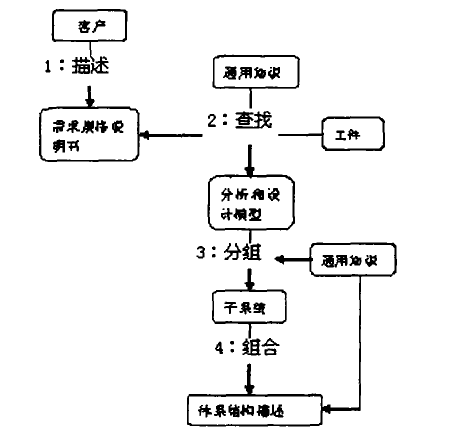 客户
1：描述
通用知识
需求规格说
明书
2：查找
工件
分析和设
计模型
3：分组
通用知识
子系统
4：组合
体系结构描述